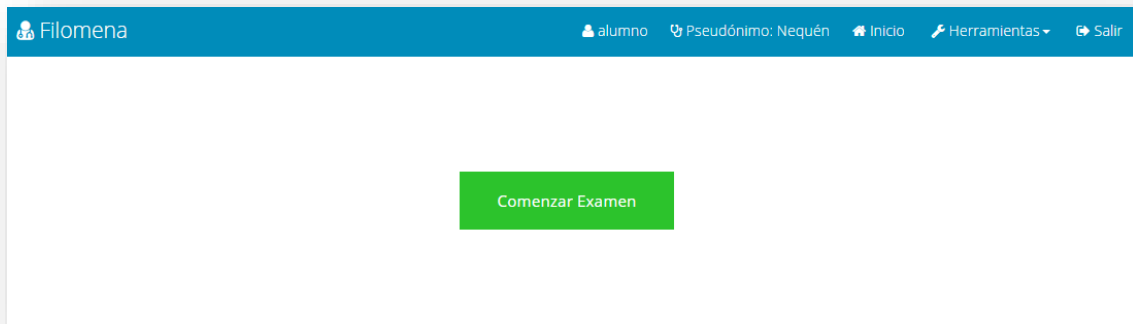 Filomena alumno Pseudónimo: Nequén Inicio Herramientas Salir
Comenzar Examen